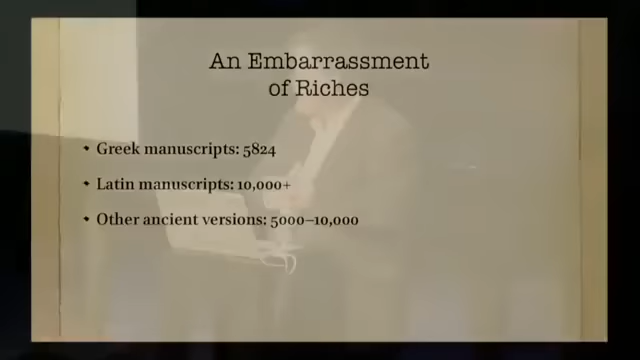 An Embarrassment
of Riches
• Greek manuscripts: 5824
• Latin manuscripts: 10,000+
• Other ancient versions: 5000–10,000